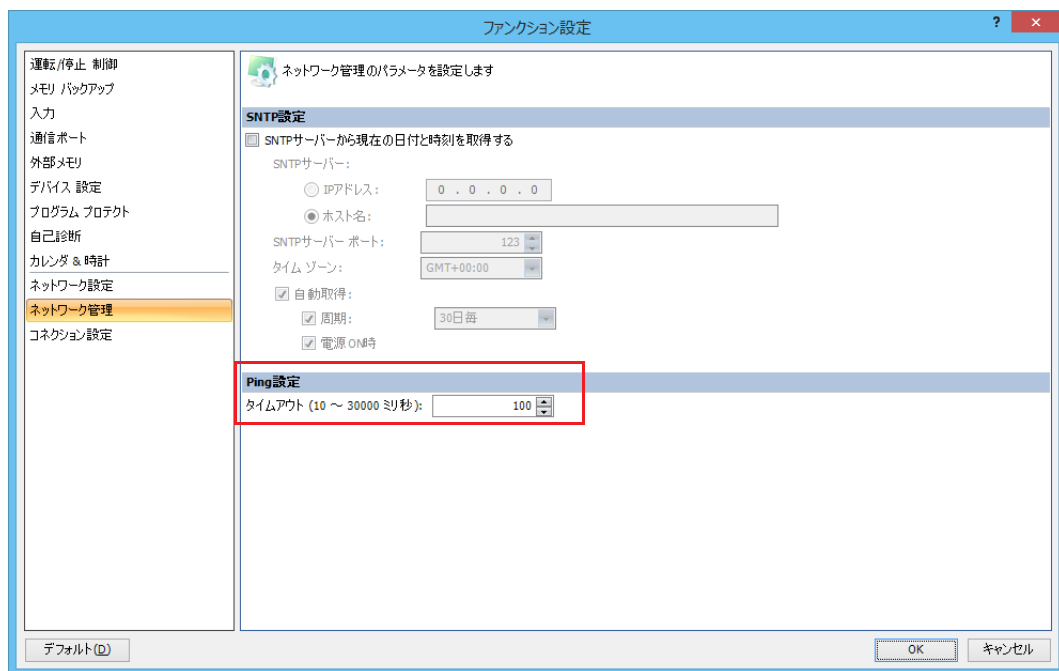 ファンクション設定
?
×
運転/停止 制御
メモリ バックアップ
入力
通信ポート
外部メモリ
デバイス 設定
プログラム プロテクト
自己診断
カレンダ & 時計
ネットワーク設定
ネットワーク管理
コネクション設定
ネットワーク管理のパラメータを設定します
SNTP設定
SNTPサーバーから現在の日付と時刻を取得する
SNTPサーバー:
IPアドレス: 0 . 0 . 0 . 0
ホスト名:
SNTPサーバー ポート: 123
タイム ゾーン: GMT+00:00
自動取得:
周期: 30日毎
電源ON時
Ping設定
タイムアウト (10 ～ 30000 ミリ秒): 100
デフォルト(D)
OK
キャンセル